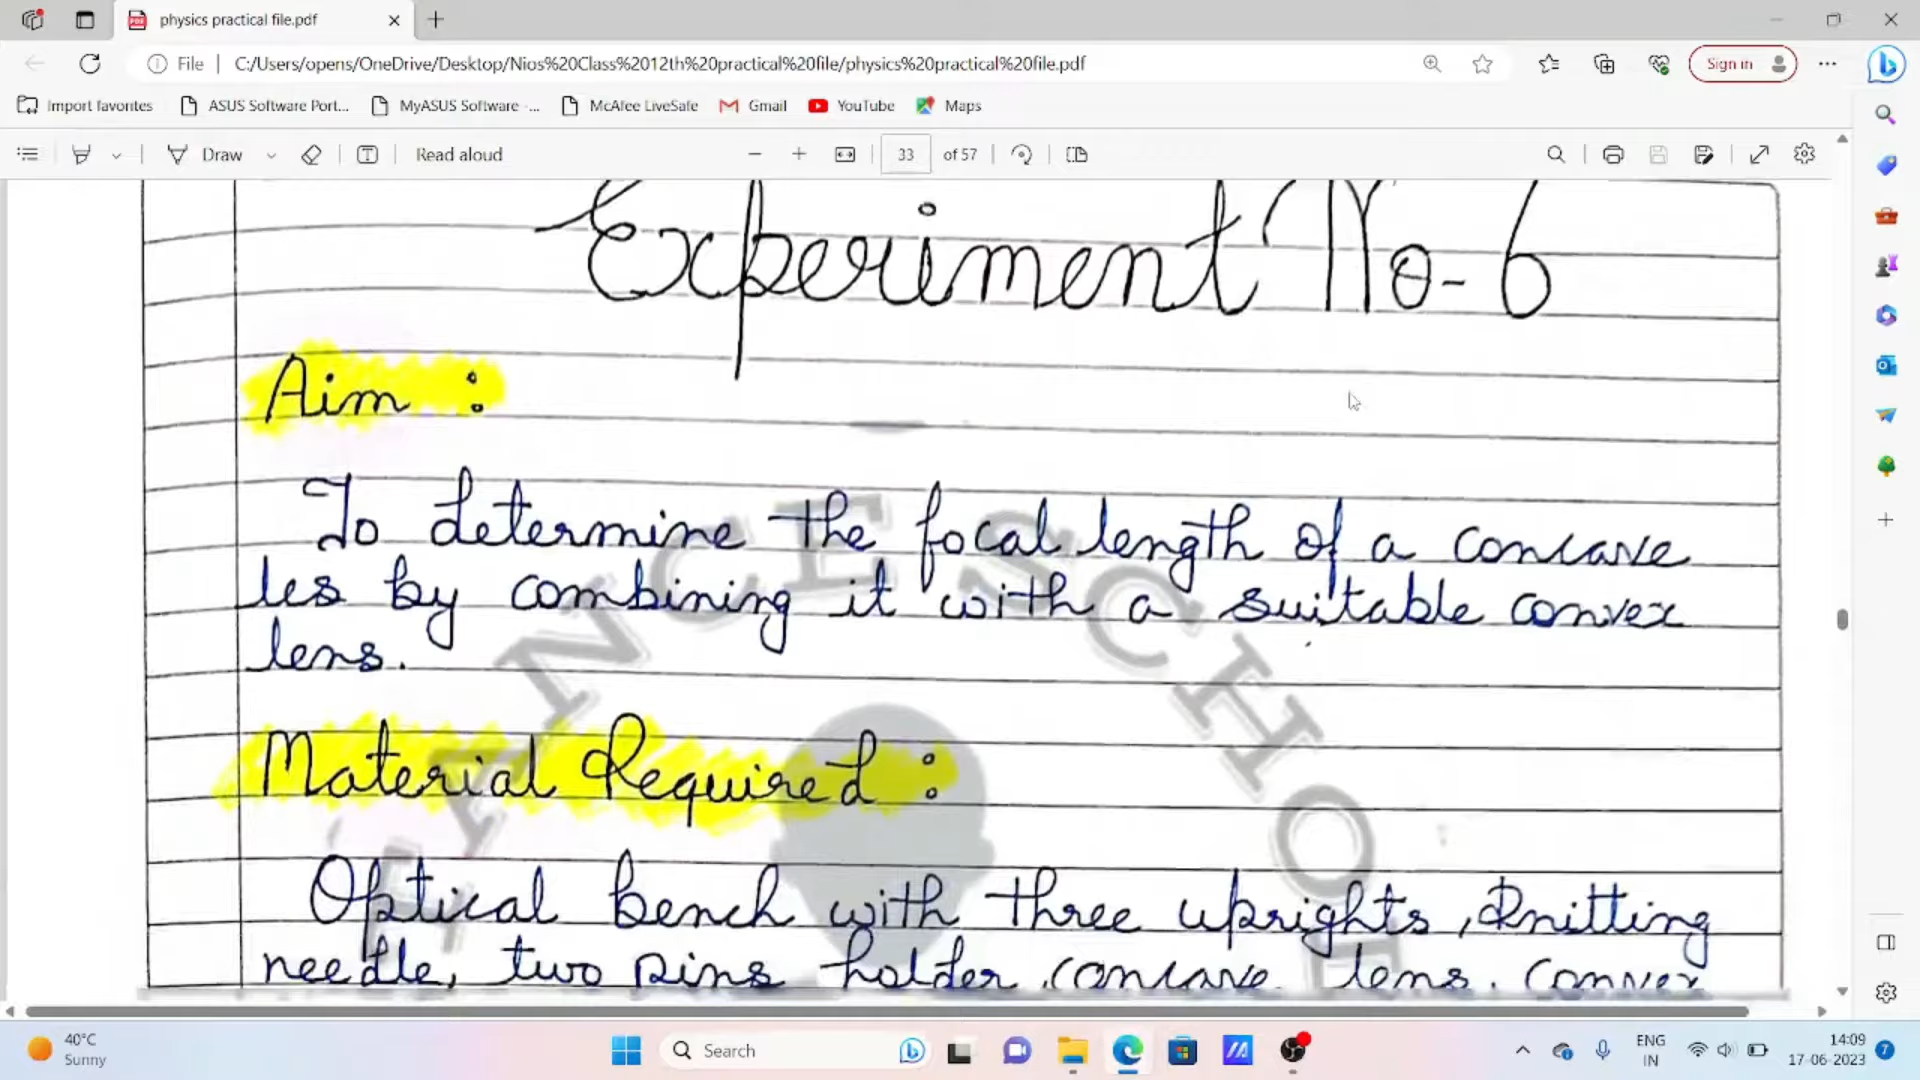 physics practical file.pdf
File C:/Users/opens/OneDrive/Desktop/Nios%20Class%2012th%20practical%20file/physics%20practical%20file.pdf Sign in
Import favorites ASUS Software Port... MyASUS Software -... McAfee LiveSafe Gmail YouTube Maps
Draw Read aloud 33 of 57
Experiment No-6
Aim :
To determine the focal length of a concave
les by combining it with a suitable convex
lens.
Material Required :
Optical bench with three uprights, Knitting
needle, two pins holder, concave lens, convex
ANCE SCHO
40°C
Sunny
Search
ENG
IN
14:09
17-06-2023
7